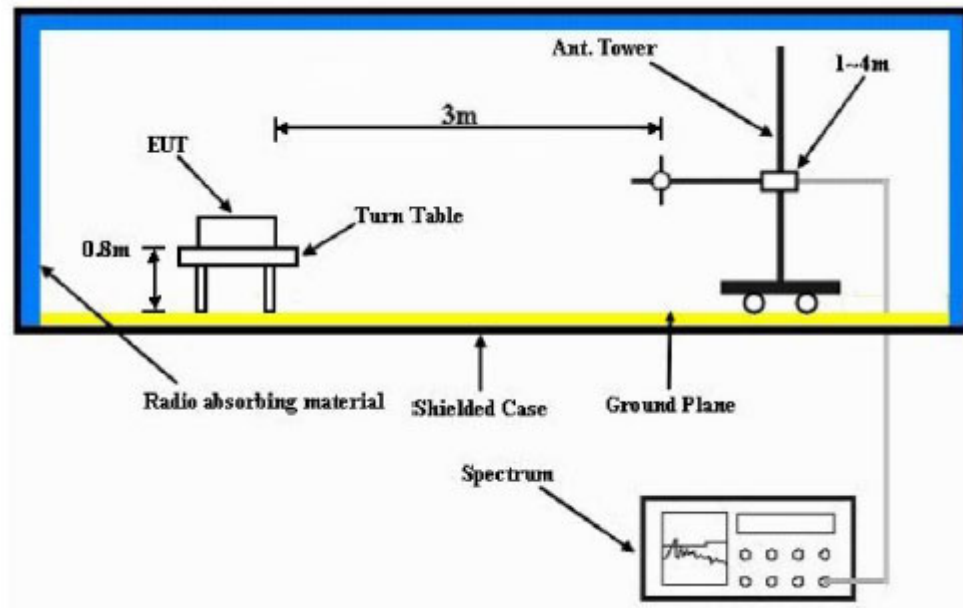 Ant. Tower
1~4m
3m
EUT
Turn Table
0.8m
Radio absorbing material
Shielded Case
Ground Plane
Spectrum